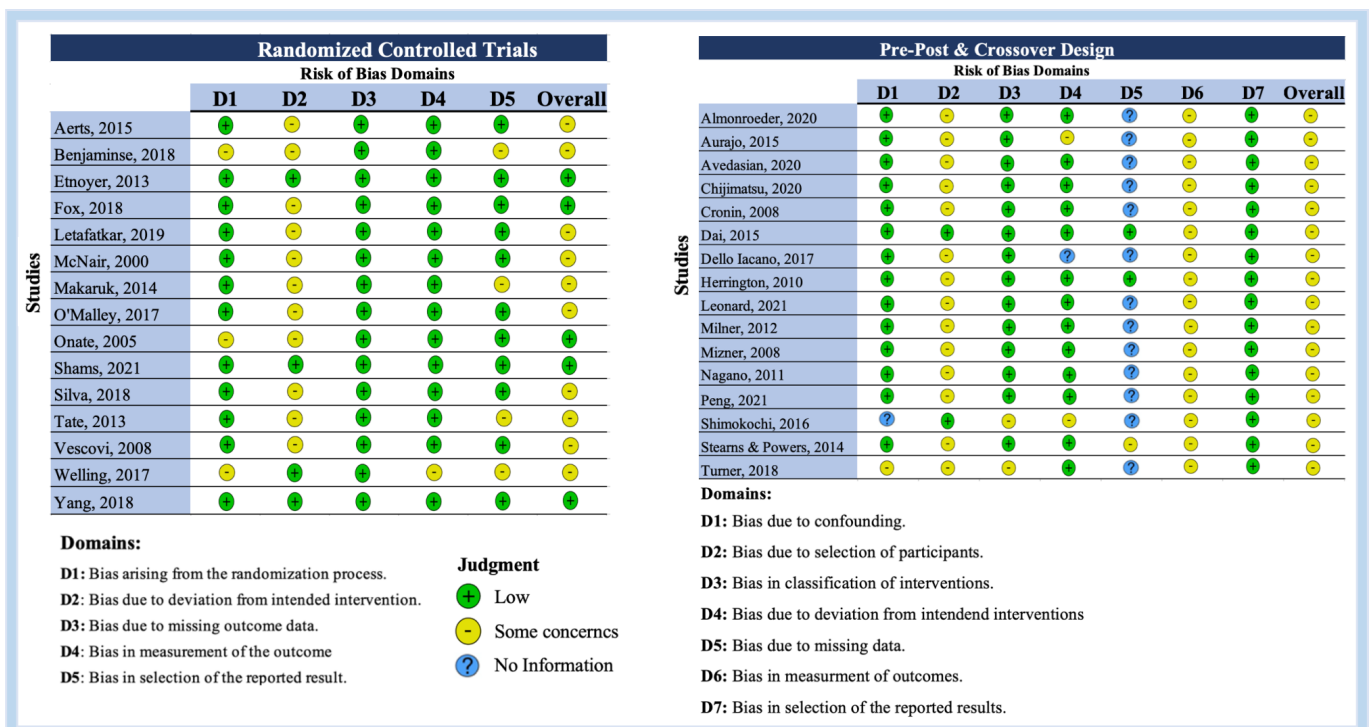 Randomized Controlled Trials
Risk of Bias Domains
D1 D2 D3 D4 D5 Overall
Studies
Aerts, 2015 + - + + + -
Benjaminse, 2018 - - + + - -
Etnoyer, 2013 + + + + + +
Fox, 2018 + - + + + +
Letafatkar, 2019 + - + + + -
McNair, 2000 + - + + + -
Makaruk, 2014 + - + + - -
O'Malley, 2017 + - + + + -
Onate, 2005 - - + + + +
Shams, 2021 + + + + + +
Silva, 2018 + - + + + -
Tate, 2013 + - + + - -
Vescovi, 2008 + - + + + -
Welling, 2017 - + + - - -
Yang, 2018 + + + + + +
Domains:
D1: Bias arising from the randomization process.
D2: Bias due to deviation from intended intervention.
D3: Bias due to missing outcome data.
D4: Bias in measurement of the outcome
D5: Bias in selection of the reported result.
Judgment
+ Low
- Some concerncs
? No Information
Pre-Post & Crossover Design
Risk of Bias Domains
D1 D2 D3 D4 D5 D6 D7 Overall
Studies
Almonroeder, 2020 + - + + ? - + -
Aurajo, 2015 + - + - ? - + -
Avedasian, 2020 + - + + ? - + -
Chijimatsu, 2020 + - + + ? - + -
Cronin, 2008 + - + + ? - + -
Dai, 2015 + + + + + - + -
Dello Iacano, 2017 + - + ? ? - + -
Herrington, 2010 + - + + + - + -
Leonard, 2021 + - + + ? - + -
Milner, 2012 + - + + ? - + -
Mizner, 2008 + - + + ? - + -
Nagano, 2011 + - + + ? - + -
Peng, 2021 + - + + ? - + -
Shimokochi, 2016 ? + - - ? - + -
Stearns & Powers, 2014 + - + + - - + -
Turner, 2018 - - - + ? - + -
Domains:
D1: Bias due to confounding.
D2: Bias due to selection of participants.
D3: Bias in classification of interventions.
D4: Bias due to deviation from intendend interventions
D5: Bias due to missing data.
D6: Bias in measurment of outcomes.
D7: Bias in selection of the reported results.